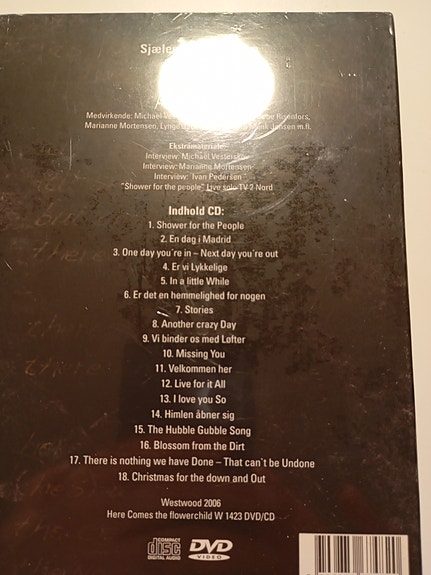 Medvirkende: Michael
Marianne Mortensen, m.fl.
Ekstramateriale:
Interview: Michael Vesterskov
Interview: Marianne Mortensen
Interview: Ivan Pedersen
"Shower for the people" Live solo TV 2 Nord
Indhold CD:
1. Shower for the People
2. En dag i Madrid
3. One day you're in – Next day you're out
4. Er vi Lykkelige
5. In a little While
6. Er det en hemmelighed for nogen
7. Stories
8. Another crazy Day
9. Vi binder os med Løfter
10. Missing You
11. Velkommen her
12. Live for it All
13. I love you So
14. Himlen åbner sig
15. The Hubble Gubble Song
16. Blossom from the Dirt
17. There is nothing we have Done – That can't be Undone
18. Christmas for the down and Out
Westwood 2006
Here Comes the flowerchild W 1423 DVD/CD
COMPACT
disc
DIGITAL AUDIO
DVD
VIDEO